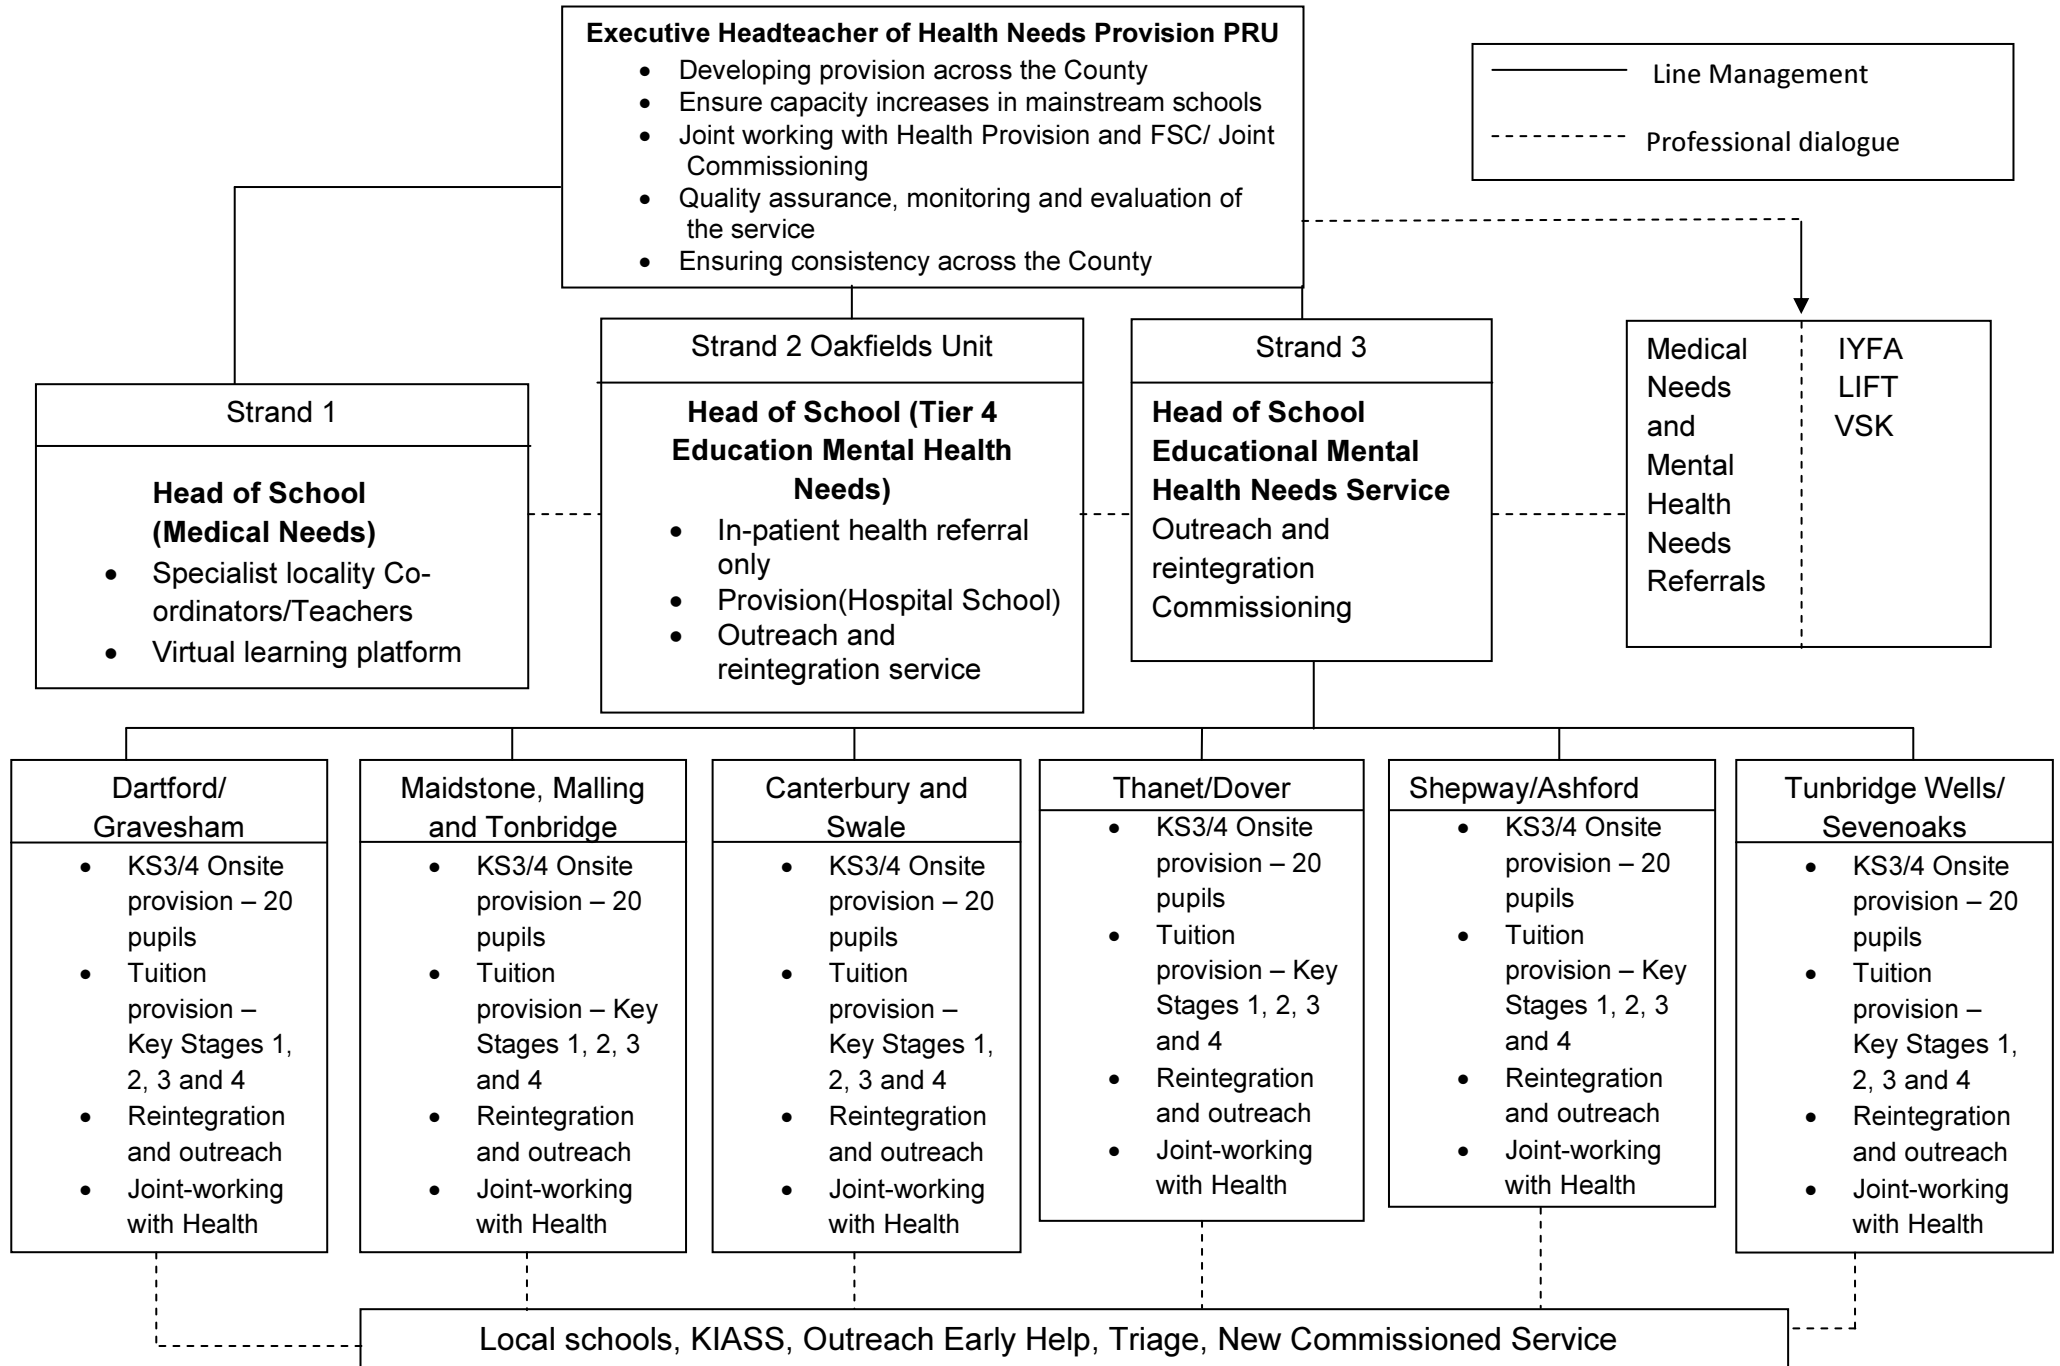 Executive Headteacher of Health Needs Provision PRU
• Developing provision across the County
• Ensure capacity increases in mainstream schools
• Joint working with Health Provision and FSC/ Joint
Commissioning
• Quality assurance, monitoring and evaluation of
the service
• Ensuring consistency across the County
Line Management
Professional dialogue
Strand 1
Head of School
(Medical Needs)
• Specialist locality Co-
ordinators/Teachers
• Virtual learning platform
Strand 2 Oakfields Unit
Head of School (Tier 4
Education Mental Health
Needs)
• In-patient health referral
only
• Provision(Hospital School)
• Outreach and
reintegration service
Strand 3
Head of School
Educational Mental
Health Needs Service
Outreach and
reintegration
Commissioning
Medical
Needs
and
Mental
Health
Needs
Referrals
IYFA
LIFT
VSK
Dartford/
Gravesham
• KS3/4 Onsite
provision – 20
pupils
• Tuition
provision –
Key Stages 1,
2, 3 and 4
• Reintegration
and outreach
• Joint-working
with Health
Maidstone, Malling
and Tonbridge
• KS3/4 Onsite
provision – 20
pupils
• Tuition
provision – Key
Stages 1, 2, 3
and 4
• Reintegration
and outreach
• Joint-working
with Health
Canterbury and
Swale
• KS3/4 Onsite
provision – 20
pupils
• Tuition
provision –
Key Stages 1,
2, 3 and 4
• Reintegration
and outreach
• Joint-working
with Health
Thanet/Dover
• KS3/4 Onsite
provision – 20
pupils
• Tuition
provision – Key
Stages 1, 2, 3
and 4
• Reintegration
and outreach
• Joint-working
with Health
Shepway/Ashford
• KS3/4 Onsite
provision – 20
pupils
• Tuition
provision – Key
Stages 1, 2, 3
and 4
• Reintegration
and outreach
• Joint-working
with Health
Tunbridge Wells/
Sevenoaks
• KS3/4 Onsite
provision – 20
pupils
• Tuition
provision –
Key Stages 1,
2, 3 and 4
• Reintegration
and outreach
• Joint-working
with Health
Local schools, KIASS, Outreach Early Help, Triage, New Commissioned Service